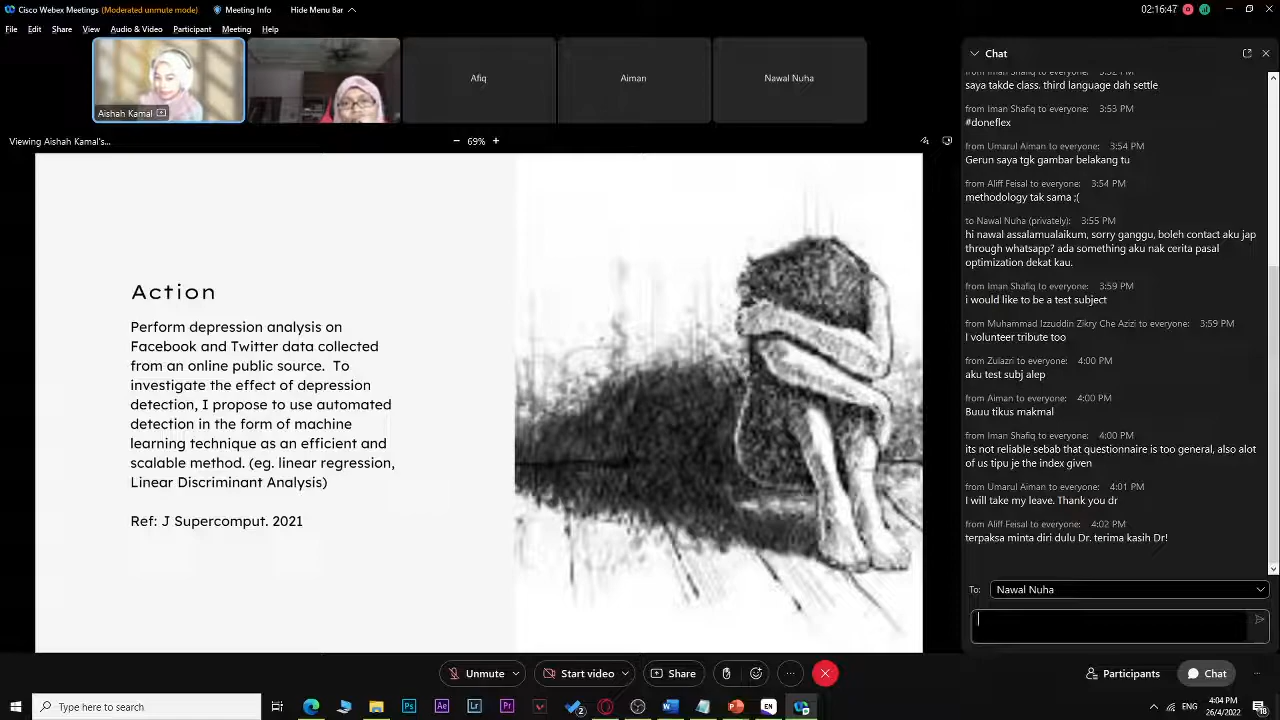 Cisco Webex Meetings (Moderated unmute mode) Meeting Info Hide Menu Bar 02:16:47
File Edit Share View Audio & Video Participant Meeting Help
Aishah Kamal
Afiq
Aiman
Nawal Nuha
Viewing Aishah Kamal's...
69%
Action
Perform depression analysis on
Facebook and Twitter data collected
from an online public source. To
investigate the effect of depression
detection, I propose to use automated
detection in the form of machine
learning technique as an efficient and
scalable method. (eg. linear regression,
Linear Discriminant Analysis)
Ref: J Supercomput. 2021
Chat
from Iman Shafiq to everyone: 3:52 PM
saya takde class. third language dah settle
from Iman Shafiq to everyone: 3:53 PM
#doneflex
from Umarul Aiman to everyone: 3:54 PM
Gerun saya tgk gambar belakang tu
from Aliff Feisal to everyone: 3:54 PM
methodology tak sama ;(
to Nawal Nuha (privately): 3:55 PM
hi nawal assalamualaikum, sorry ganggu, boleh contact aku jap
through whatsapp? ada something aku nak cerita pasal
optimization dekat kau.
from Iman Shafiq to everyone: 3:59 PM
i would like to be a test subject
from Muhammad Izzuddin Zikry Che Azizi to everyone: 3:59 PM
I volunteer tribute too
from Zulazri to everyone: 4:00 PM
aku test subj alep
from Aiman to everyone: 4:00 PM
Buuu tikus makmal
from Iman Shafiq to everyone: 4:00 PM
its not reliable sebab that questionnaire is too general, also alot
of us tipu je the index given
from Umarul Aiman to everyone: 4:01 PM
I will take my leave. Thank you dr
from Aliff Feisal to everyone: 4:02 PM
terpaksa minta diri dulu Dr. terima kasih Dr!
To: Nawal Nuha
Unmute Start video Share Participants Chat
Type here to search
Ps Ae Lr Pr 2 W P EN
ENG
4:04 PM
26/4/2022